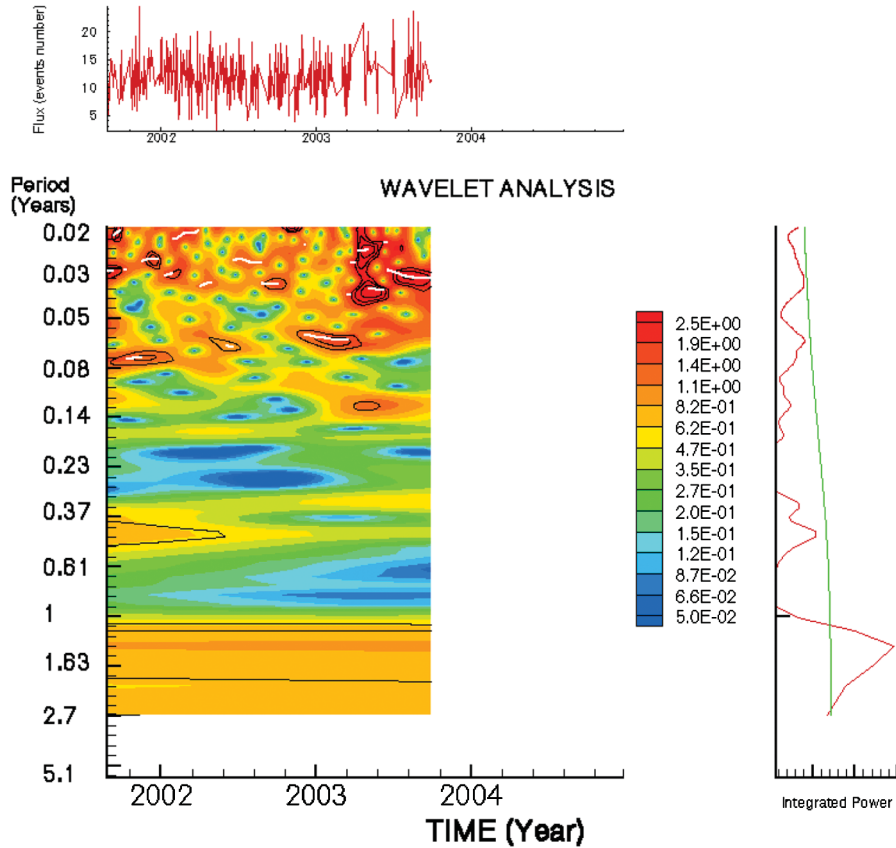 Flux (events number)
20
15
10
5
2002
2003
2004
WAVELET ANALYSIS
Period
(Years)
0.02
0.03
0.05
0.08
0.14
0.23
0.37
0.61
1
1.63
2.7
5.1
2002
2003
2004
TIME (Year)
2.5E+00
1.9E+00
1.4E+00
1.1E+00
8.2E-01
6.2E-01
4.7E-01
3.5E-01
2.7E-01
2.0E-01
1.5E-01
1.2E-01
8.7E-02
6.6E-02
5.0E-02
Integrated Power